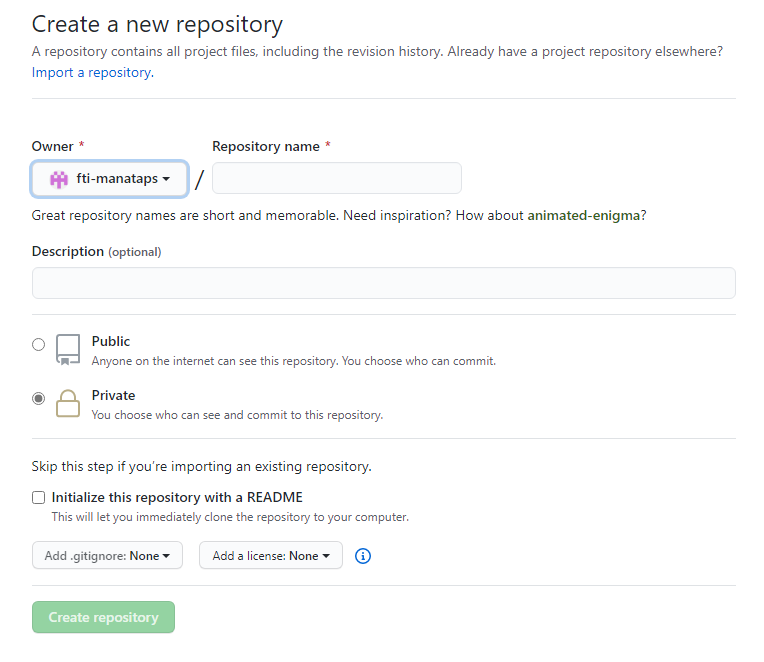 Create a new repository
A repository contains all project files, including the revision history. Already have a project repository elsewhere?
Import a repository.
Owner * Repository name *
fti-manataps /
Great repository names are short and memorable. Need inspiration? How about animated-enigma?
Description (optional)
Public
Anyone on the internet can see this repository. You choose who can commit.
Private
You choose who can see and commit to this repository.
Skip this step if you’re importing an existing repository.
Initialize this repository with a README
This will let you immediately clone the repository to your computer.
Add .gitignore: None Add a license: None
Create repository